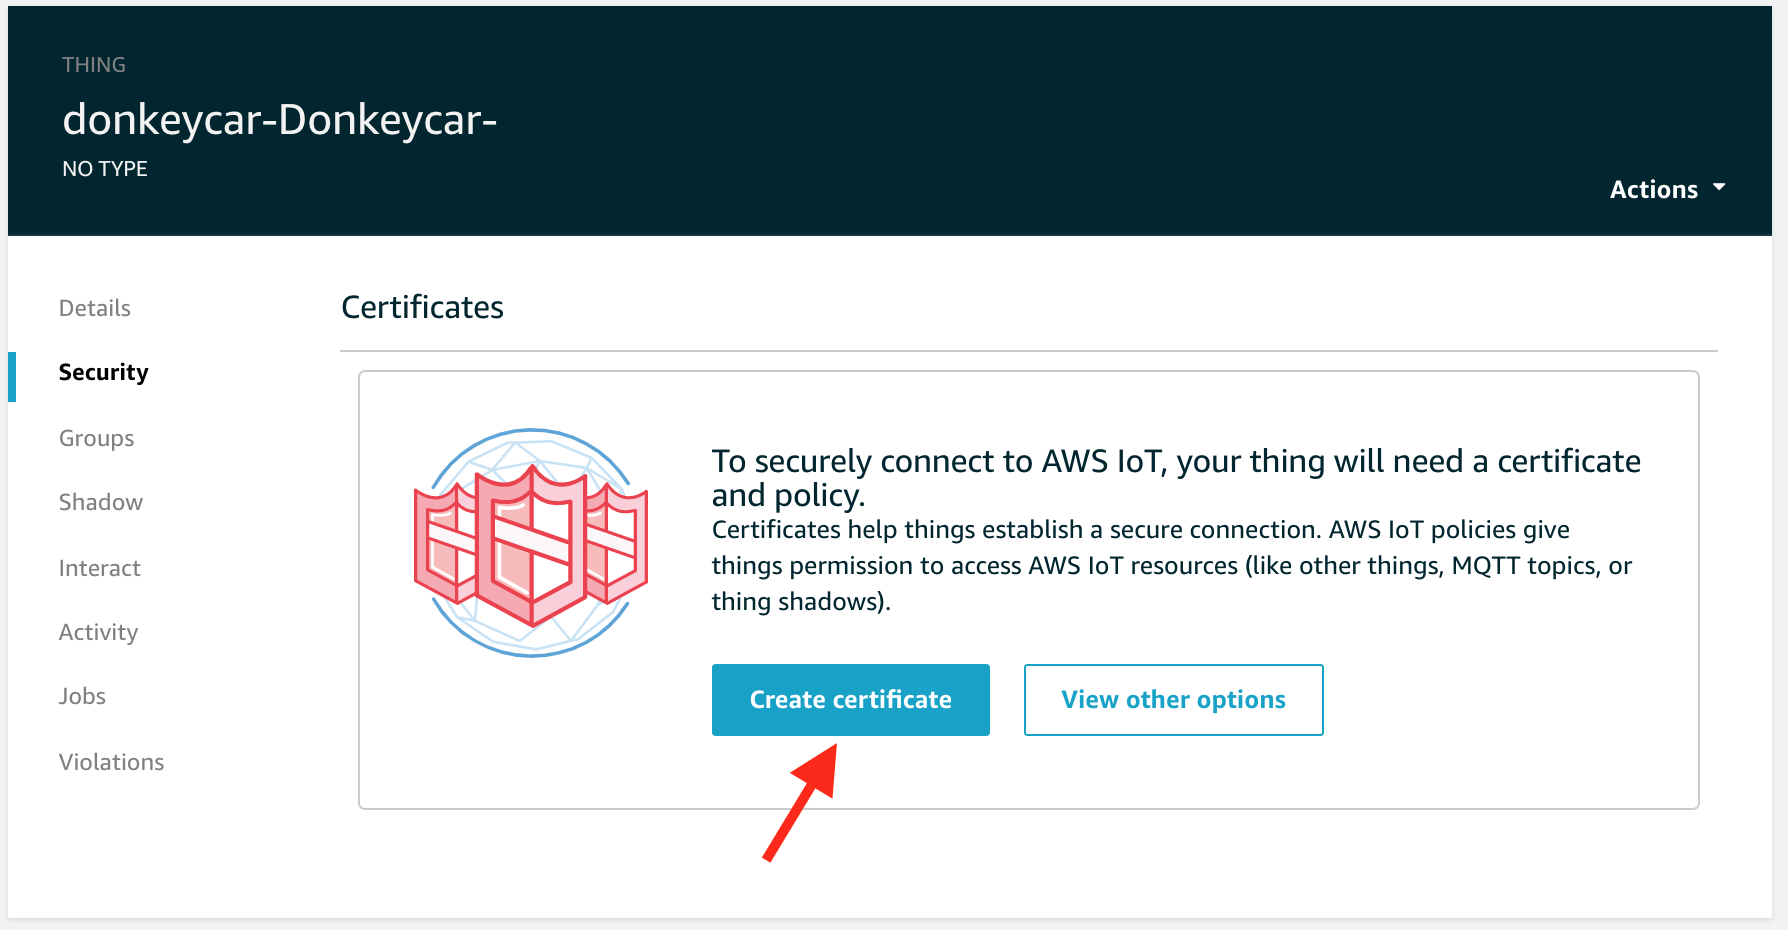 THING
donkeycar-Donkeycar-
NO TYPE
Actions
Details
Security
Groups
Shadow
Interact
Activity
Jobs
Violations
Certificates
To securely connect to AWS IoT, your thing will need a certificate
and policy.
Certificates help things establish a secure connection. AWS IoT policies give
things permission to access AWS IoT resources (like other things, MQTT topics, or
thing shadows).
Create certificate
View other options